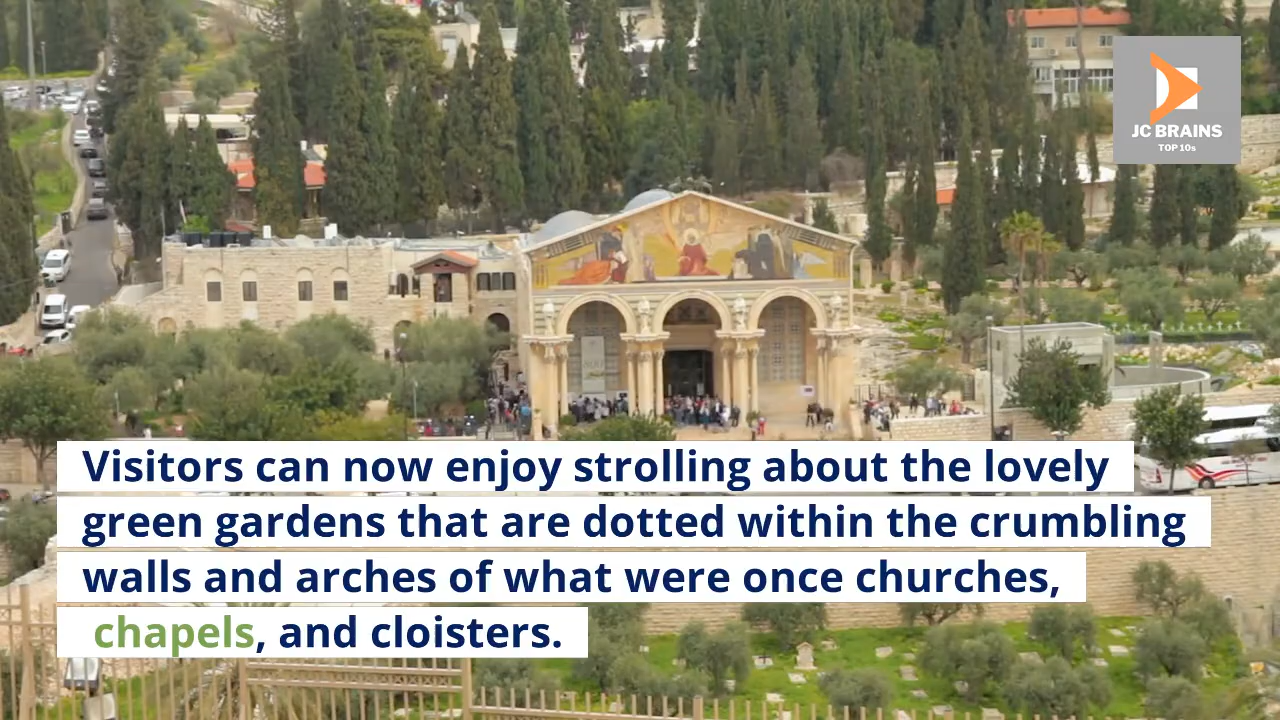 JC BRAINS
TOP 10s
Visitors can now enjoy strolling about the lovely
green gardens that are dotted within the crumbling
walls and arches of what were once churches,
chapels, and cloisters.